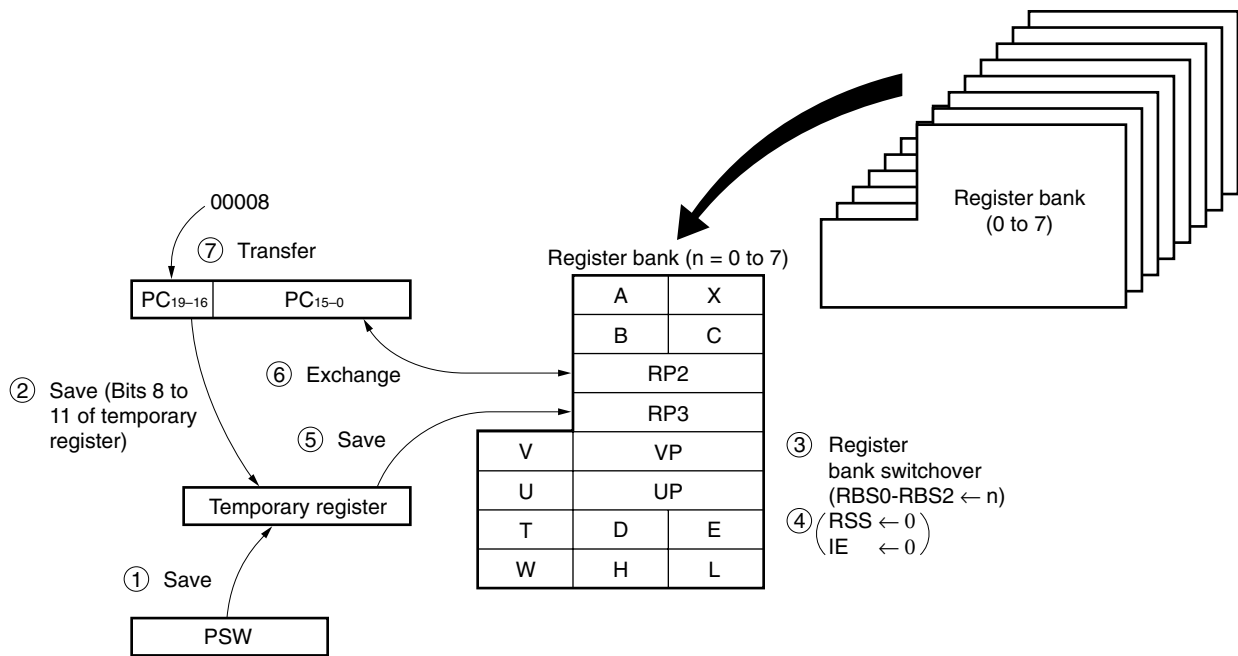 Register bank
(0 to 7)
00008
⑦ Transfer
PC19–16
PC15–0
⑥ Exchange
② Save (Bits 8 to
11 of temporary
register)
⑤ Save
Temporary register
① Save
PSW
Register bank (n = 0 to 7)
A X
B C
RP2
RP3
V VP
U UP
T D E
W H L
③ Register
bank switchover
(RBS0-RBS2 ← n)
④ (RSS ← 0
IE ← 0)